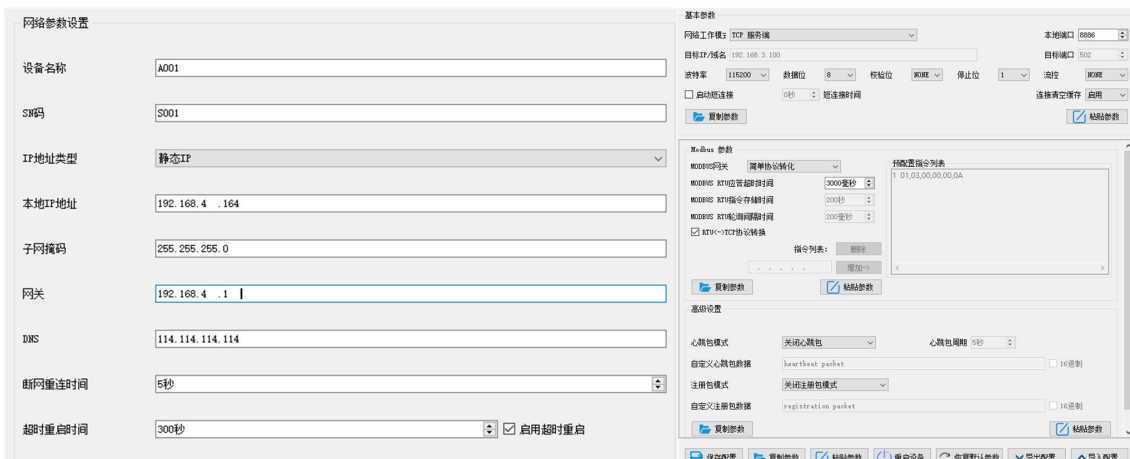 网络参数设置
设备名称 A001
SN码 S001
IP地址类型 静态IP
本地IP地址 192.168.4 .164
子网掩码 255.255.255.0
网关 192.168.4 .1
DNS 114.114.114.114
断网重连时间 5秒
超时重启时间 300秒 启用超时重启
基本参数
网络工作模: TCP 服务端 本地端口 8886
目标IP/域名 192.168.3.100 目标端口 502
波特率 115200 数据位 8 校验位 NONE 停止位 1 流控 NONE
启动短连接 0秒 短连接时间 连接清空缓存 启用
复制参数 粘贴参数
Modbus 参数
MODBUS网关 简单协议转化 预配置指令列表
1 01,03,00,00,00,0A
MODBUS RTU应答超时时间 3000毫秒
MODBUS RTU指令存储时间 200秒
MODBUS RTU轮询间隔时间 200毫秒
RTU<->TCP协议转换
指令列表: 删除
, , , , , 增加->
复制参数 粘贴参数
高级设置
心跳包模式 关闭心跳包 心跳包周期 5秒
自定义心跳包数据 heartbeat packet 16进制
注册包模式 关闭注册包模式
自定义注册包数据 registration packet 16进制
复制参数 粘贴参数
保存配置 复制参数 粘贴参数 重启设备 恢复默认参数 导出配置 导入配置